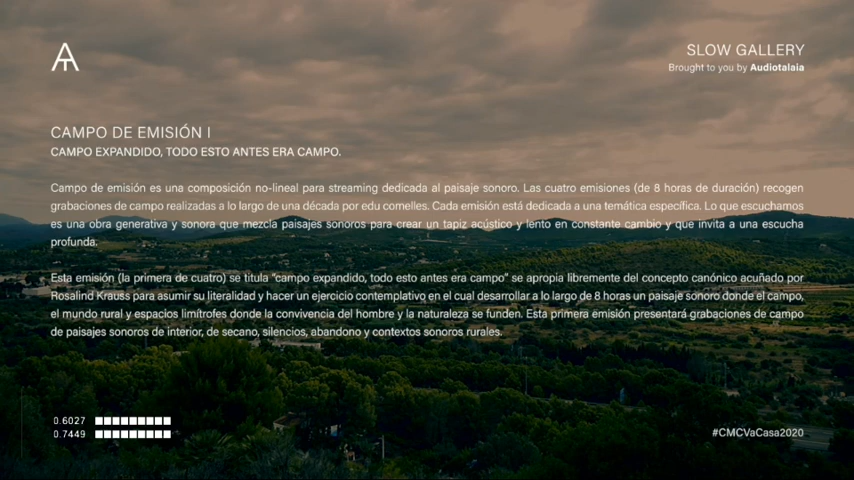 AT
SLOW GALLERY
Brought to you by Audiotalaia
CAMPO DE EMISIÓN I
CAMPO EXPANDIDO, TODO ESTO ANTES ERA CAMPO.
Campo de emisión es una composición no-lineal para streaming dedicada al paisaje sonoro. Las cuatro emisiones (de 8 horas de duración) recogen
grabaciones de campo realizadas a lo largo de una década por edu comelles. Cada emisión está dedicada a una temática específica. Lo que escuchamos
es una obra generativa y sonora que mezcla paisajes sonoros para crear un tapiz acústico y lento en constante cambio y que invita a una escucha
profunda.
Esta emisión (la primera de cuatro) se titula "campo expandido, todo esto antes era campo" se apropia libremente del concepto canónico acuñado por
Rosalind Krauss para asumir su literalidad y hacer un ejercicio contemplativo en el cual desarrollar a lo largo de 8 horas un paisaje sonoro donde el campo,
el mundo rural y espacios limítrofes donde la convivencia del hombre y la naturaleza se funden. Esta primera emisión presentará grabaciones de campo
de paisajes sonoros de interior, de secano, silencios, abandono y contextos sonoros rurales.
0.6027
0.7449
#CMCVaCasa2020